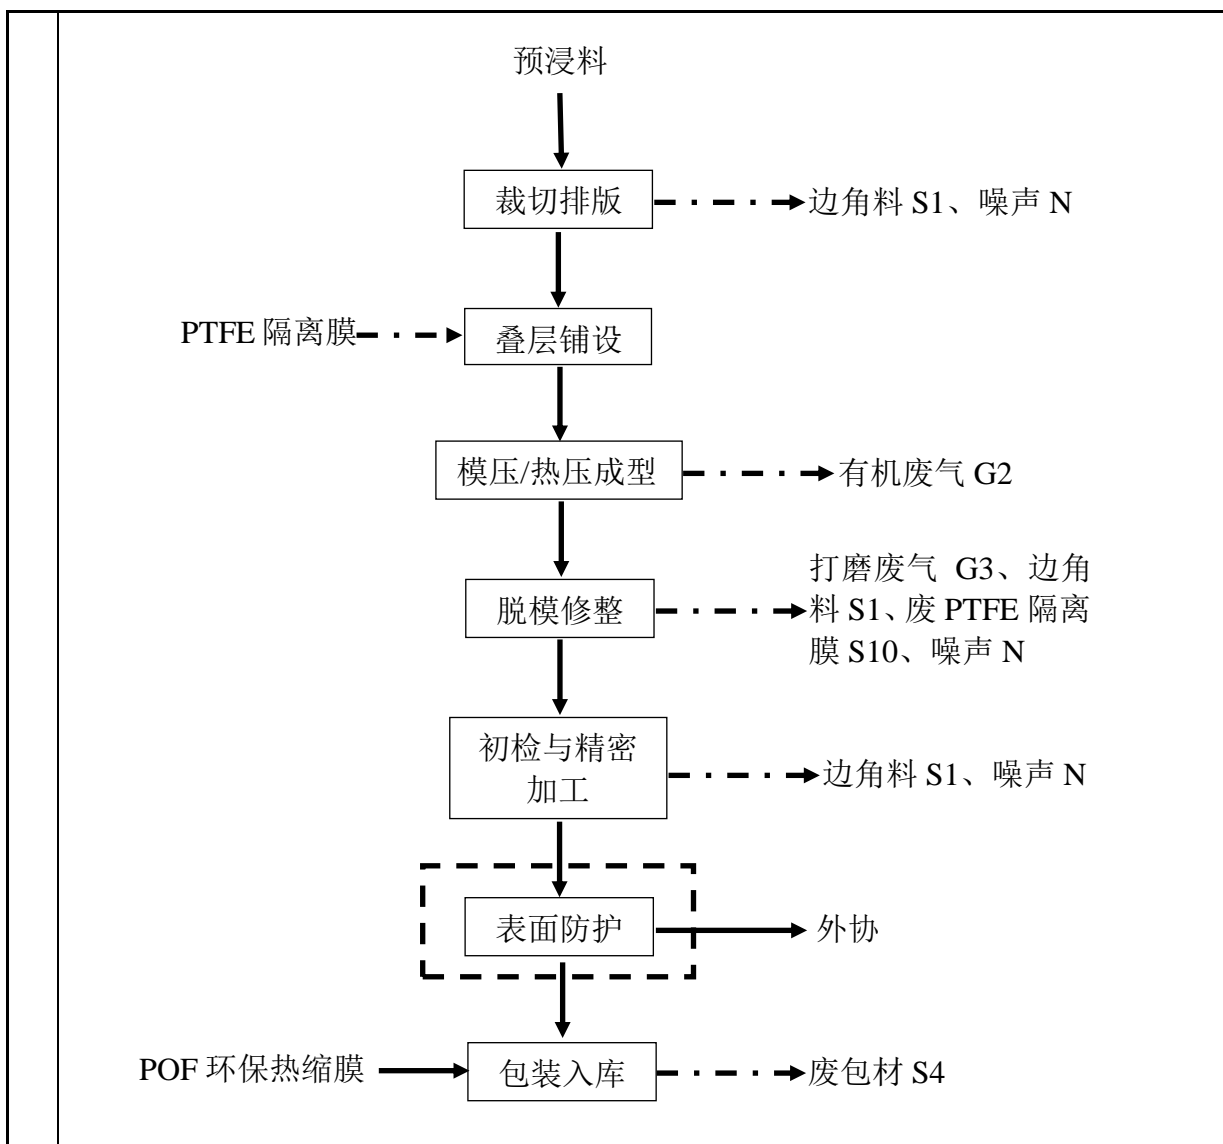 预浸料
裁切排版
边角料 S1、噪声 N
PTFE 隔离膜
叠层铺设
模压/热压成型
有机废气 G2
脱模修整
打磨废气 G3、边角
料 S1、废 PTFE 隔离
膜 S10、噪声 N
初检与精密
加工
边角料 S1、噪声 N
表面防护
外协
POF 环保热缩膜
包装入库
废包材 S4